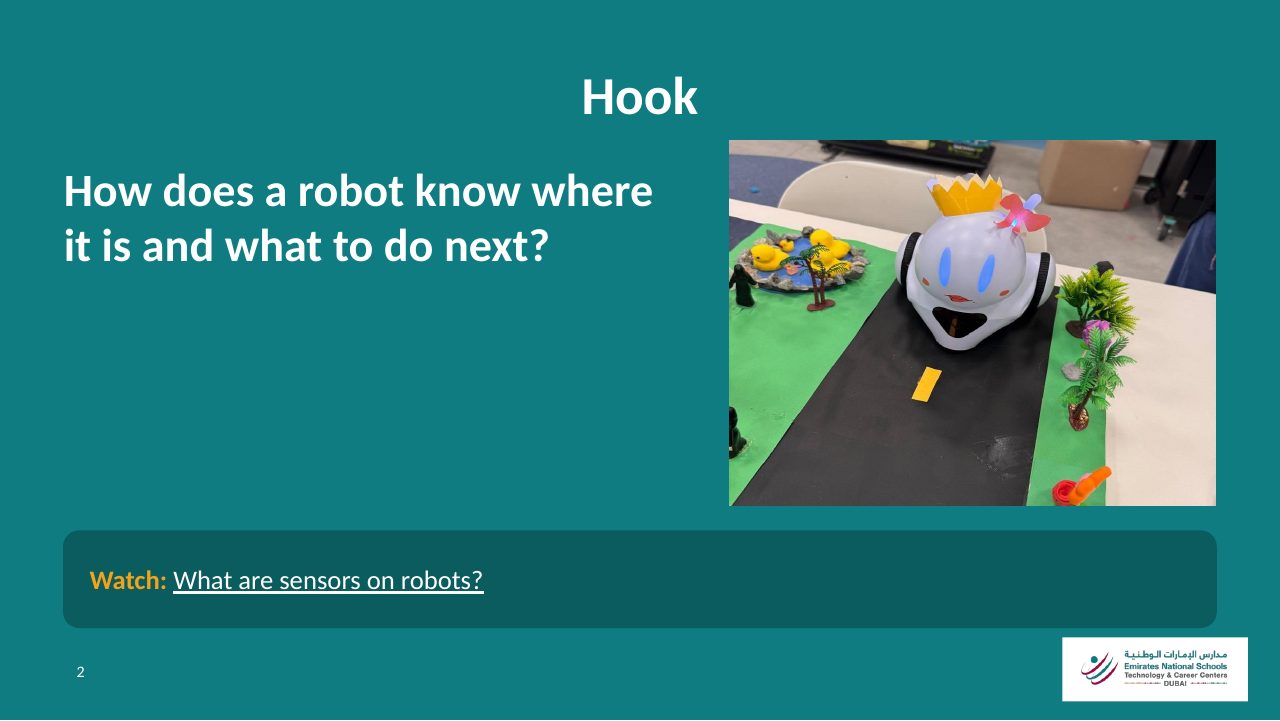 Hook
How does a robot know where
it is and what to do next?
Watch: What are sensors on robots?
2
مدارس الإمارات الوطنية
Emirates National Schools
Technology & Career Centers
DUBAI